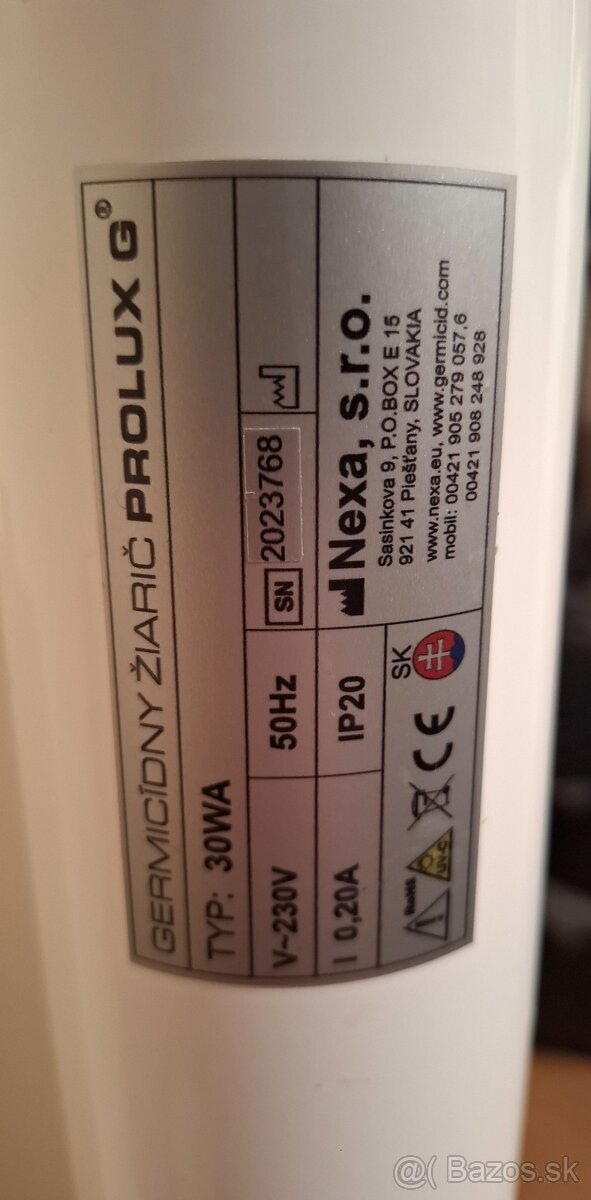 GERMICÍDNY ŽIARIČ PROLUX G®
TYP: 30WA
V~230V
50Hz
SN 2023768
I 0,20A
IP20
Nexa, s.r.o.
Sasinkova 9, P.O.BOX E 15
921 41 Piešťany, SLOVAKIA
www.nexa.eu, www.germicid.com
mobil: 00421 905 279 057,6
00421 908 248 928
RoHS
UV-C
CE
SK
@( Bazos.sk